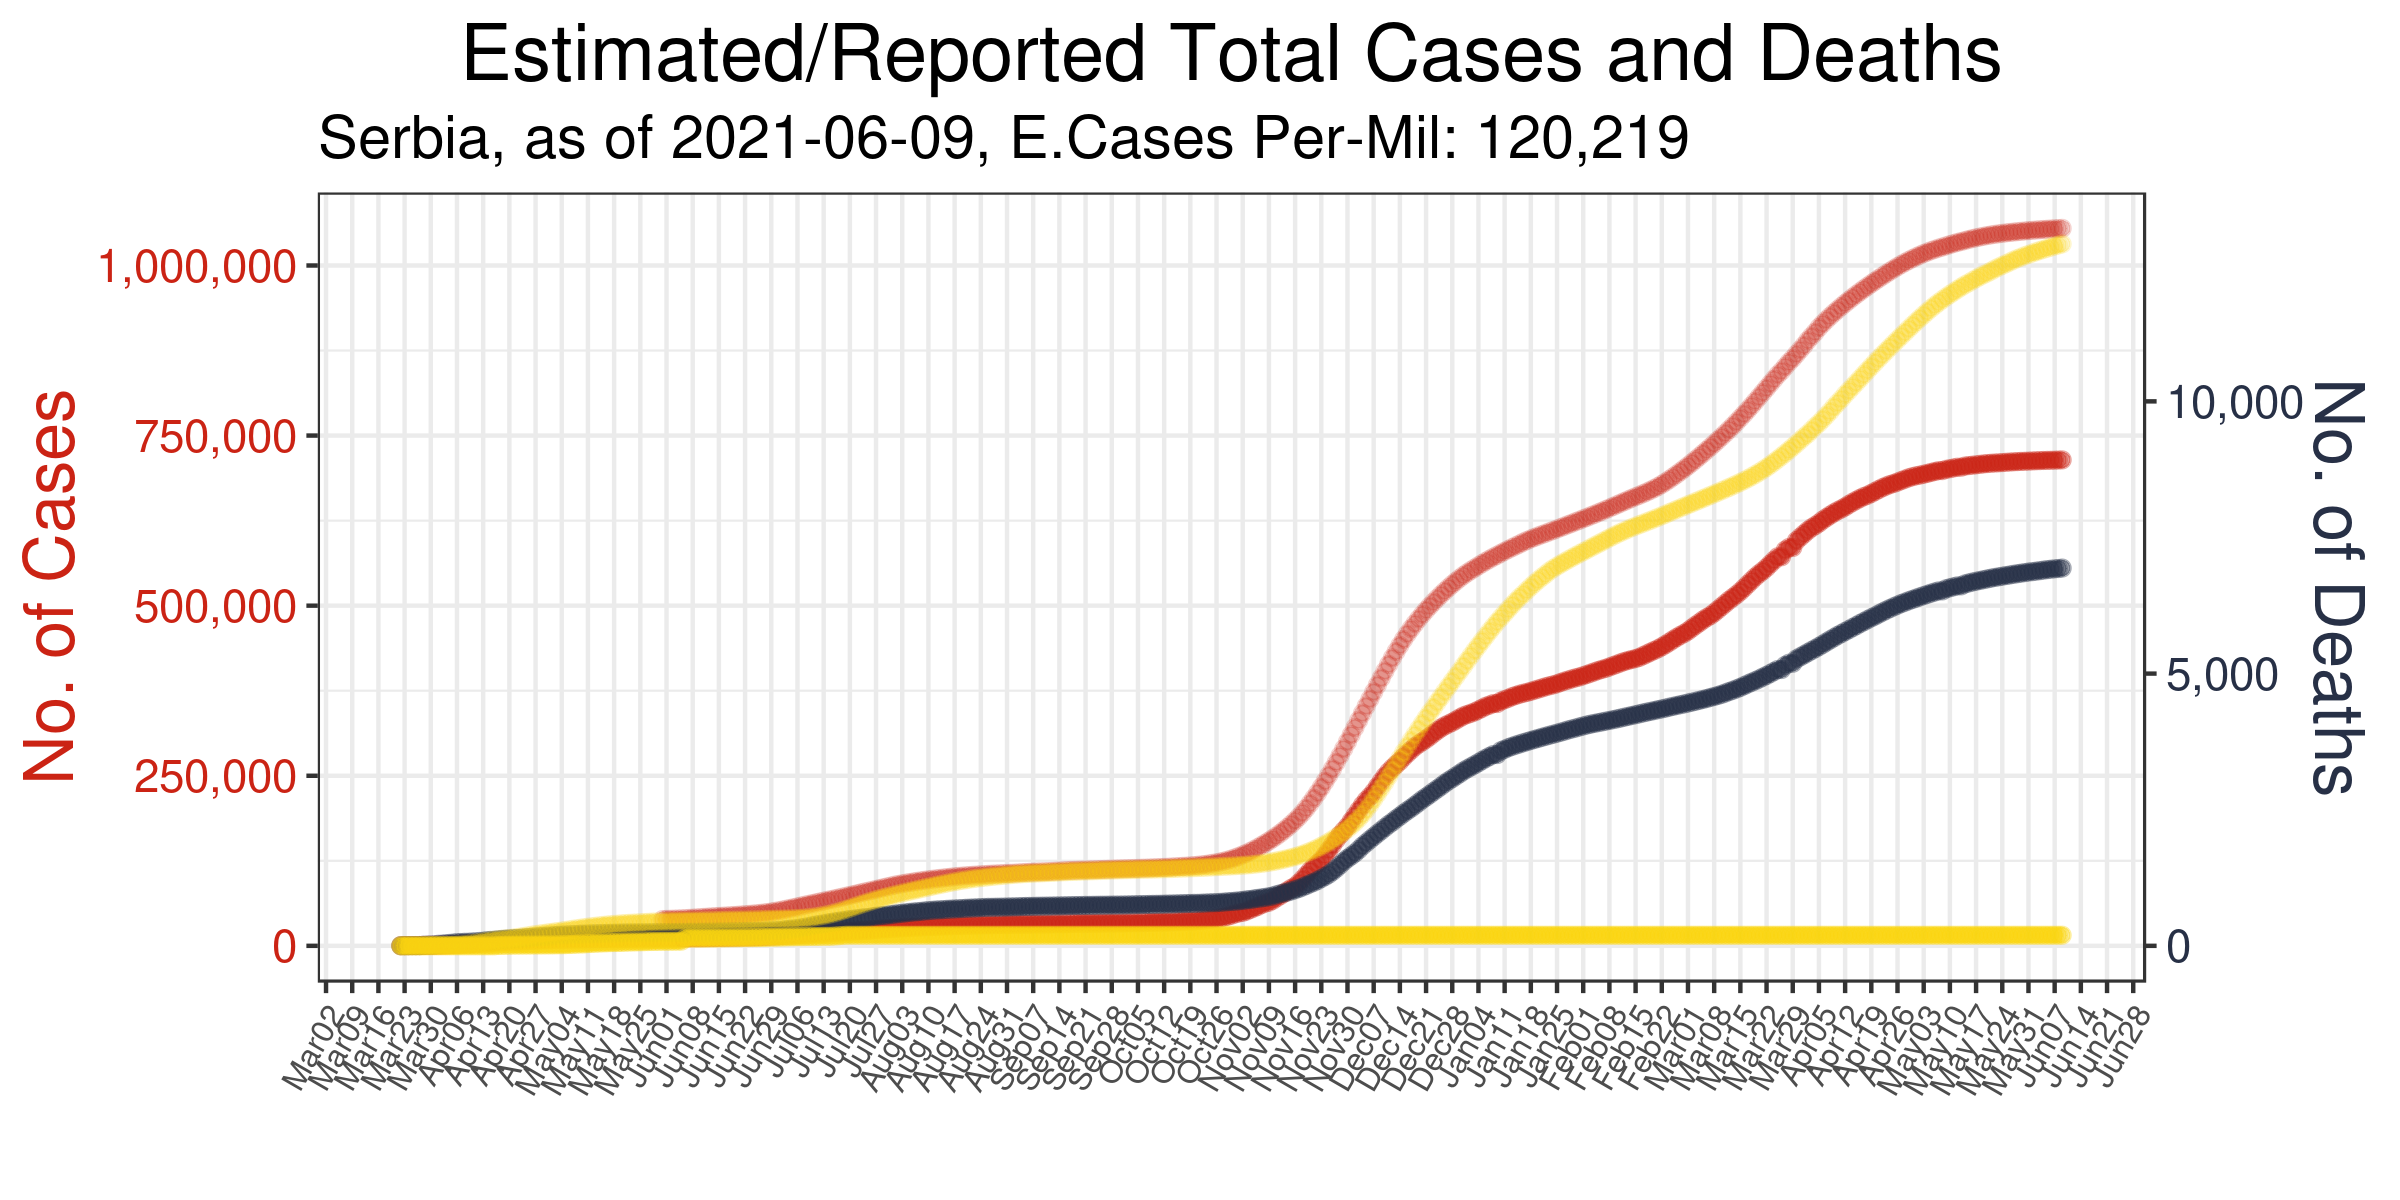 Estimated/Reported Total Cases and Deaths
Serbia, as of 2021-06-09, E.Cases Per-Mil: 120,219
No. of Cases
1,000,000
750,000
500,000
250,000
0
10,000
5,000
0
No. of Deaths
Mar02
Mar09
Mar16
Mar23
Mar30
Apr06
Apr13
Apr20
Apr27
May04
May11
May18
May25
Jun01
Jun08
Jun15
Jun22
Jun29
Jul06
Jul13
Jul20
Jul27
Aug03
Aug10
Aug17
Aug24
Aug31
Sep07
Sep14
Sep21
Sep28
Oct05
Oct12
Oct19
Oct26
Nov02
Nov09
Nov16
Nov23
Nov30
Dec07
Dec14
Dec21
Dec28
Jan04
Jan11
Jan18
Jan25
Feb01
Feb08
Feb15
Feb22
Mar01
Mar08
Mar15
Mar22
Mar29
Apr05
Apr12
Apr19
Apr26
May03
May10
May17
May24
May31
Jun07
Jun14
Jun21
Jun28